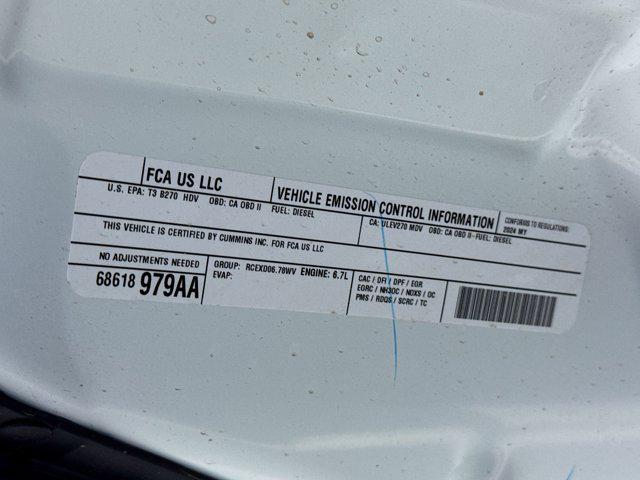 FCA US LLC
VEHICLE EMISSION CONTROL INFORMATION
CONFORMS TO REGULATIONS:
2024 MY
U.S. EPA: T3 B270 HDV OBD: CA OBD II FUEL: DIESEL
CA: ULEV270 MDV OBD: CA OBD II FUEL: DIESEL
THIS VEHICLE IS CERTIFIED BY CUMMINS INC. FOR FCA US LLC
NO ADJUSTMENTS NEEDED
68618 979AA
GROUP: RCEXD06.78WV ENGINE: 6.7L
EVAP:
CAC / DFI / DPF / EGR
EGRC / NH3OC / NOXS / OC
PMS / RDQS / SCRC / TC